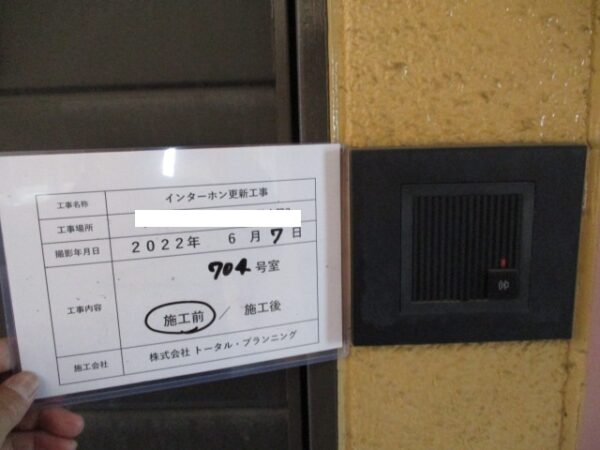 工事名称 インターホン更新工事
工事場所
撮影年月日 2022年 6月7日
工事内容 704号室
施工前 / 施工後
施工会社 株式会社 トータル・プランニング